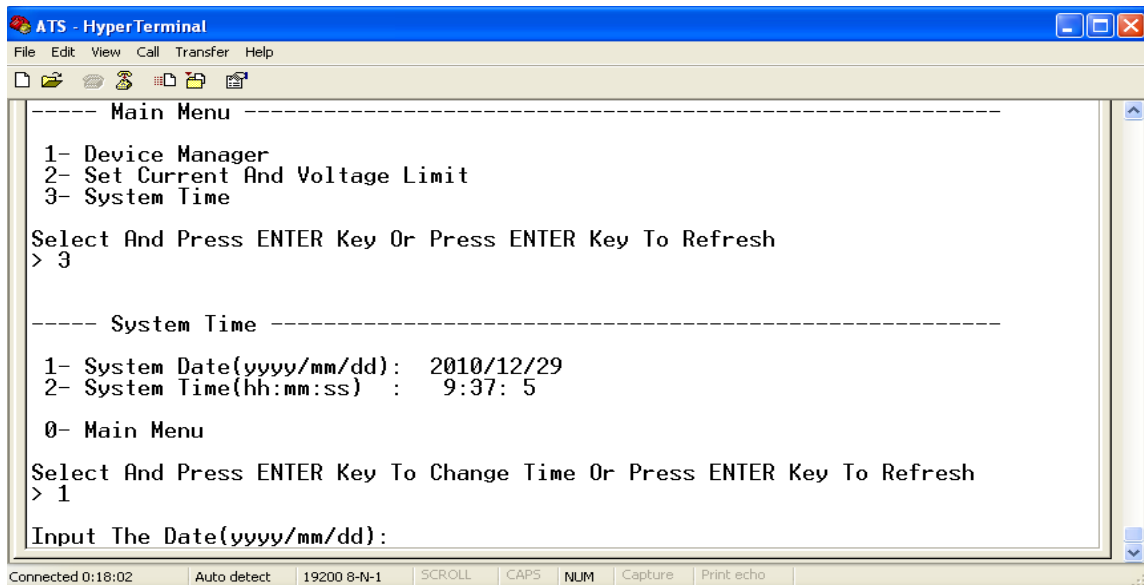 ATS - HyperTerminal
File Edit View Call Transfer Help
----- Main Menu ---------------------------------------------------------
1- Device Manager
2- Set Current And Voltage Limit
3- System Time
Select And Press ENTER Key Or Press ENTER Key To Refresh
> 3
----- System Time -------------------------------------------------------
1- System Date(yyyy/mm/dd):  2010/12/29
2- System Time(hh:mm:ss)  :   9:37: 5
0- Main Menu
Select And Press ENTER Key To Change Time Or Press ENTER Key To Refresh
> 1
Input The Date(yyyy/mm/dd):
Connected 0:18:02 Auto detect 19200 8-N-1 SCROLL CAPS NUM Capture Print echo